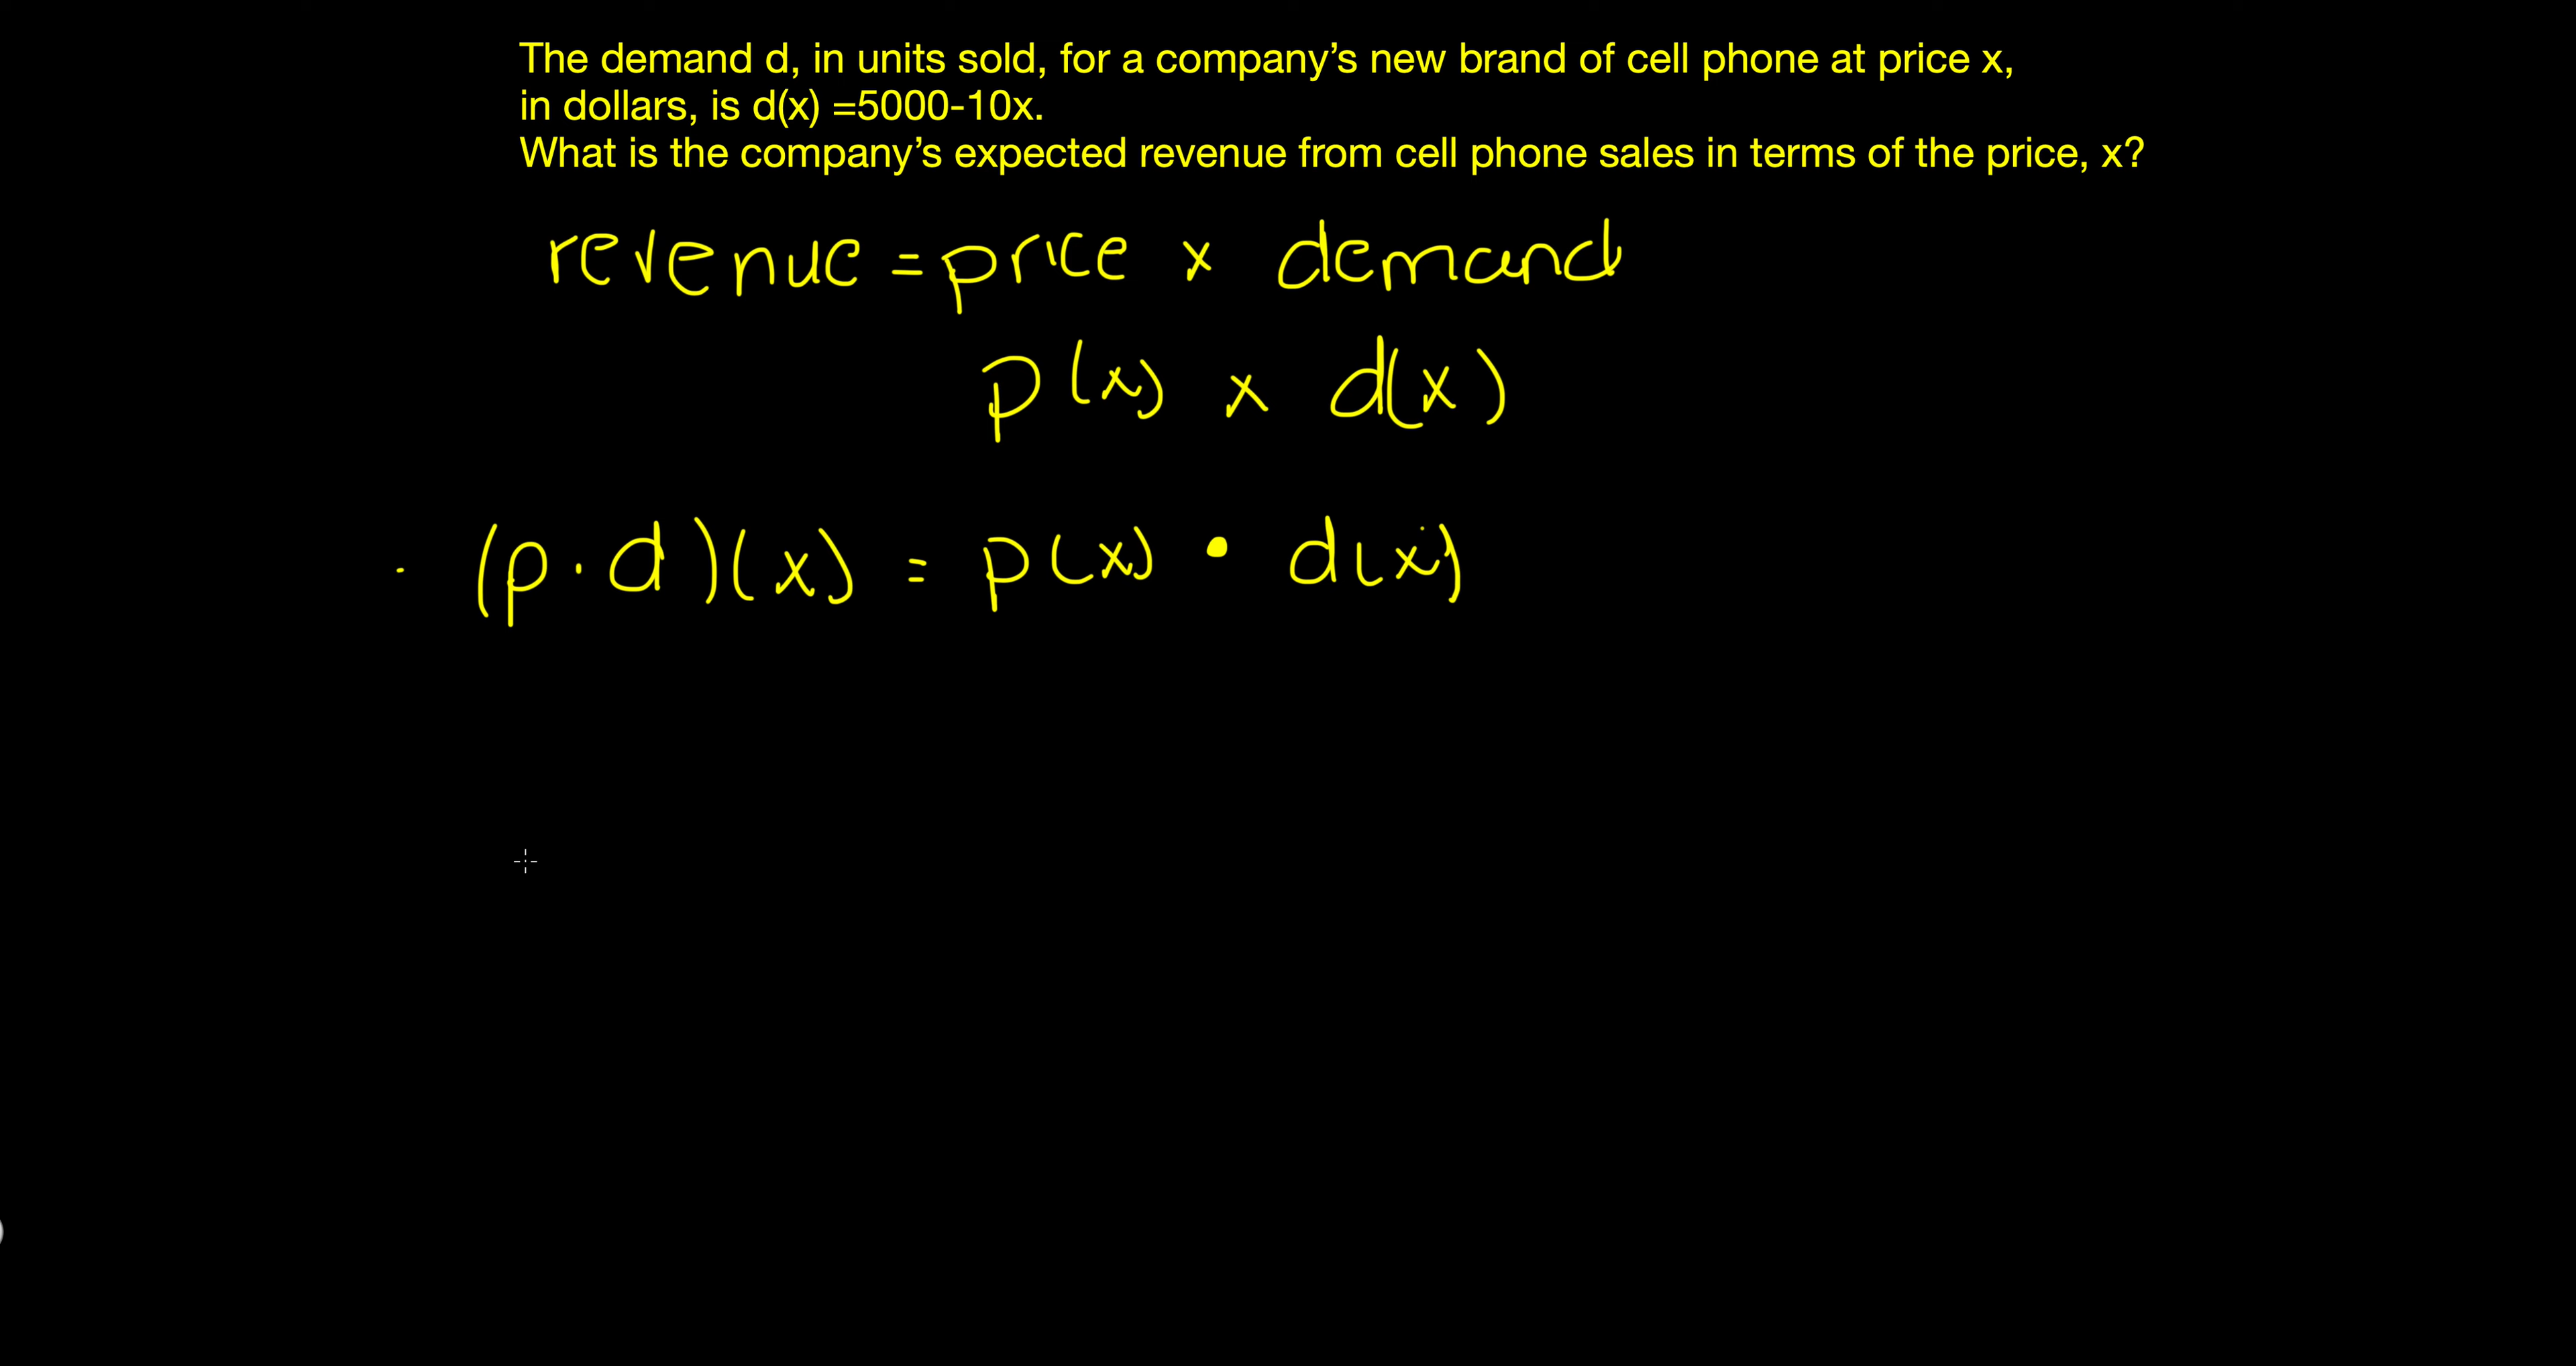 The demand d, in units sold, for a company’s new brand of cell phone at price x,
in dollars, is d(x) =5000-10x.
What is the company’s expected revenue from cell phone sales in terms of the price, x?
revenue = price x demand
p(x) x d(x)
(p · d)(x) = p(x) • d(x)